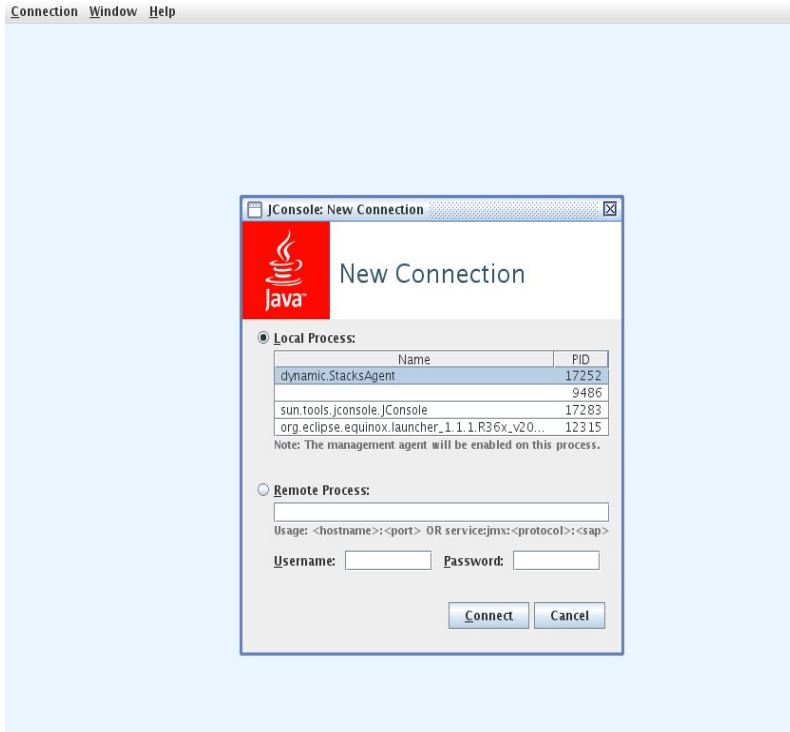 Connection Window Help
JConsole: New Connection
Java™
New Connection
Local Process:
Name PID
dynamic.StacksAgent 17252
9486
sun.tools.jconsole.JConsole 17283
org.eclipse.equinox.launcher_1.1.1.R36x_v20... 12315
Note: The management agent will be enabled on this process.
Remote Process:
Usage: <hostname>:<port> OR service:jmx:<protocol>:<sap>
Username: Password:
Connect Cancel